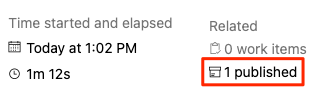 Time started and elapsed
Today at 1:02 PM
1m 12s
Related
0 work items
1 published